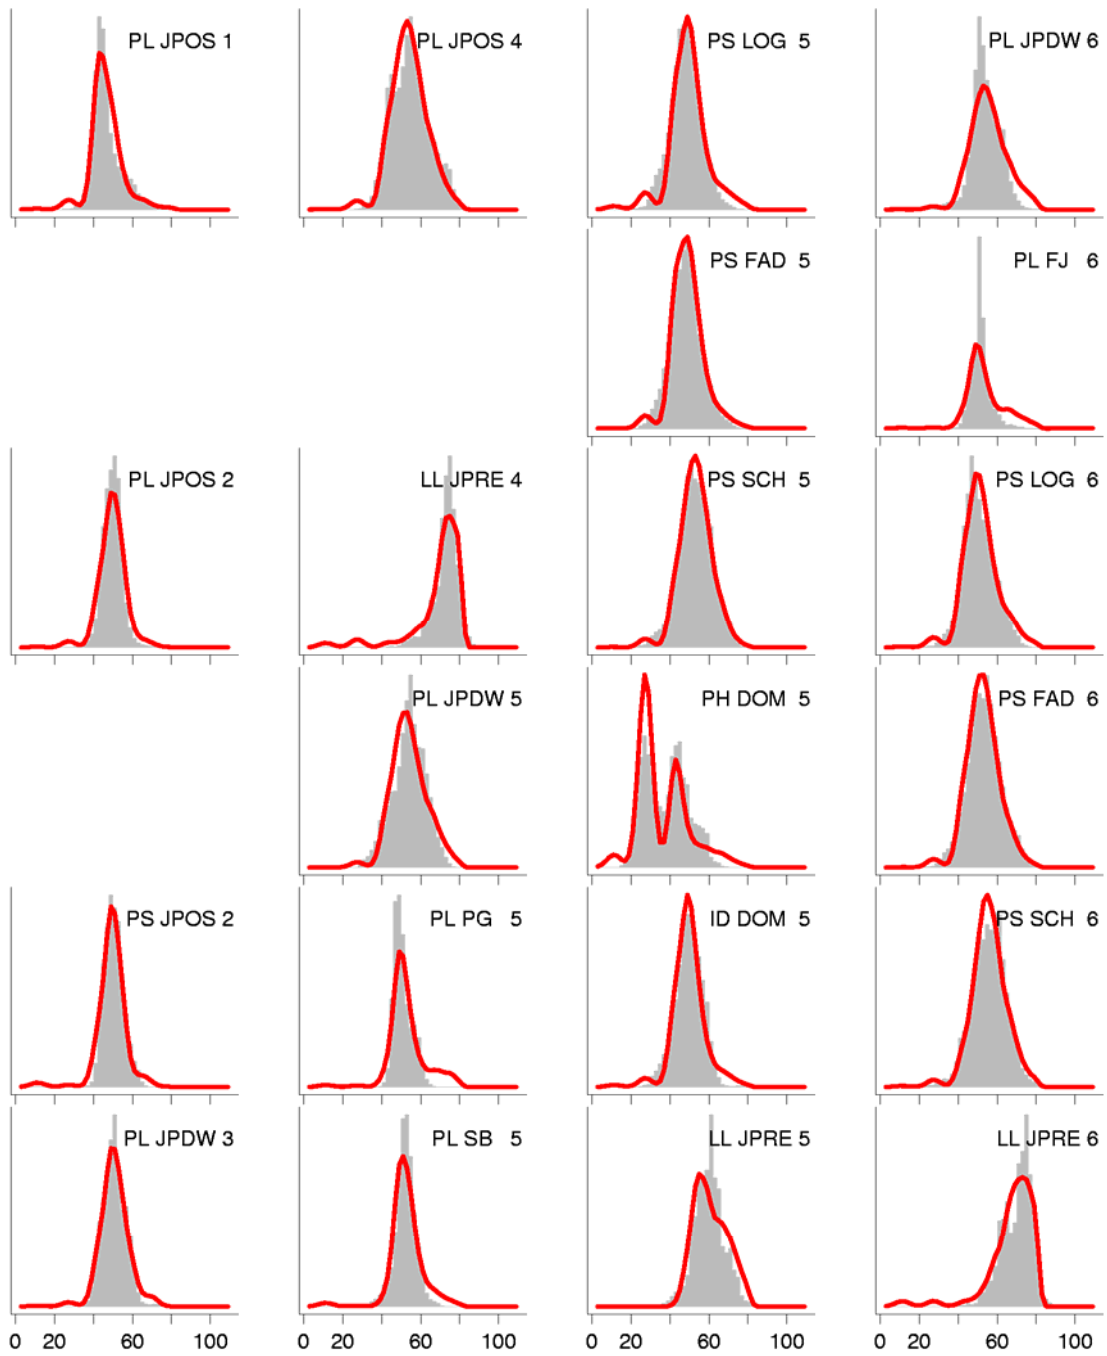 PL JPOS 1
PL JPOS 4
PS LOG 5
PL JPDW 6
PS FAD 5
PL FJ 6
PL JPOS 2
LL JPRE 4
PS SCH 5
PS LOG 6
PL JPDW 5
PH DOM 5
PS FAD 6
PS JPOS 2
PL PG 5
ID DOM 5
PS SCH 6
PL JPDW 3
PL SB 5
LL JPRE 5
LL JPRE 6
0 20 60 100
0 20 60 100
0 20 60 100
0 20 60 100